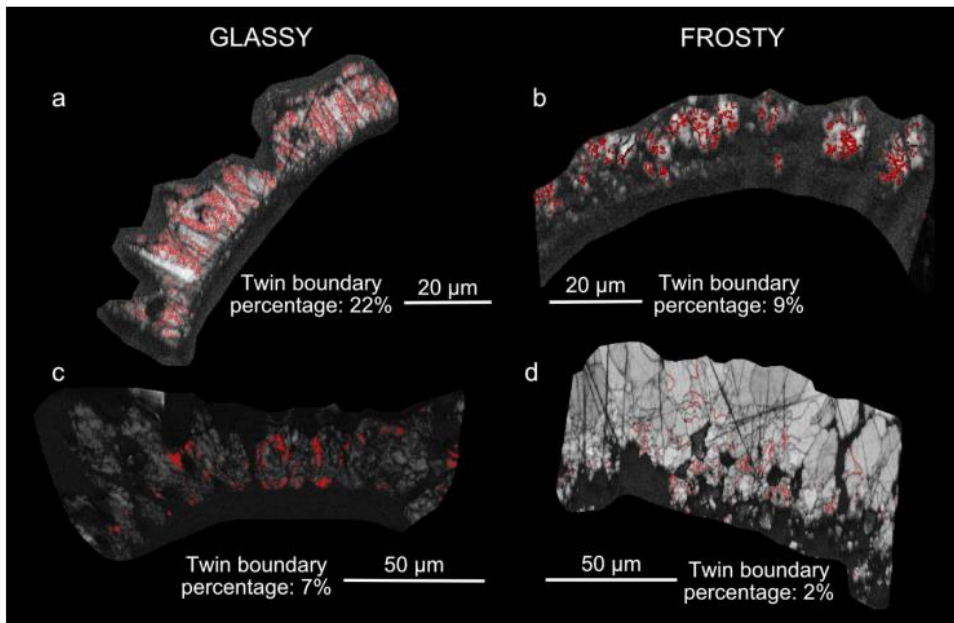 GLASSY
FROSTY
a
b
Twin boundary
percentage: 22%
20 µm
20 µm
Twin boundary
percentage: 9%
c
d
Twin boundary
percentage: 7%
50 µm
50 µm
Twin boundary
percentage: 2%